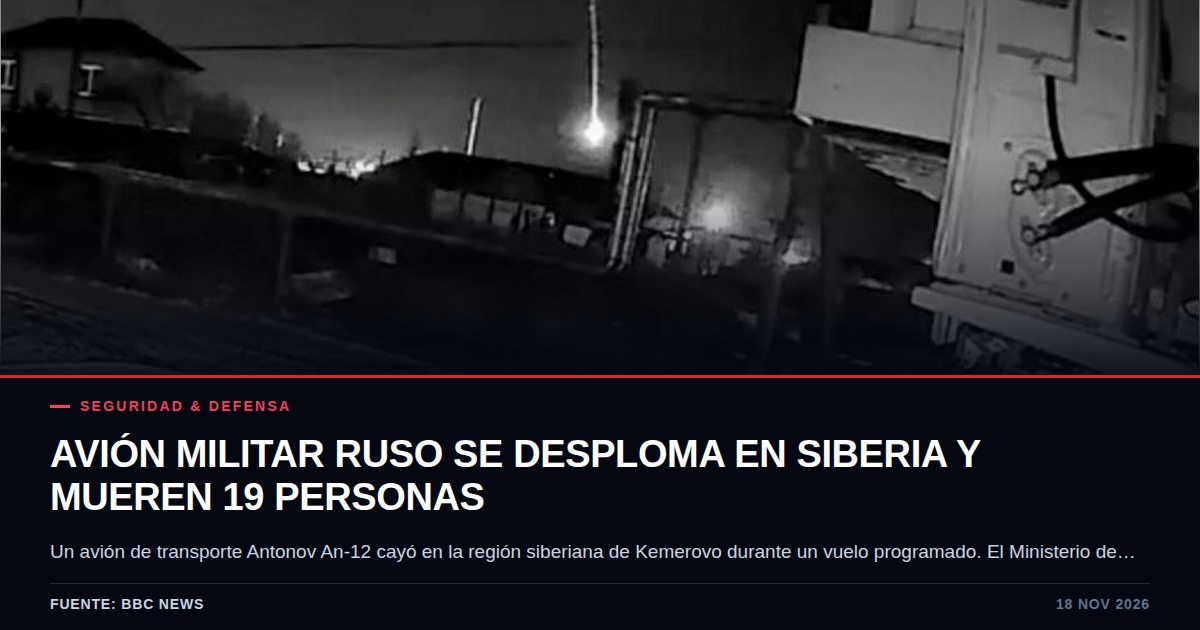 SEGURIDAD & DEFENSA
AVIÓN MILITAR RUSO SE DESPLOMA EN SIBERIA Y
MUEREN 19 PERSONAS
Un avión de transporte Antonov An-12 cayó en la región siberiana de Kemerovo durante un vuelo programado. El Ministerio de…
FUENTE: BBC NEWS
18 NOV 2026